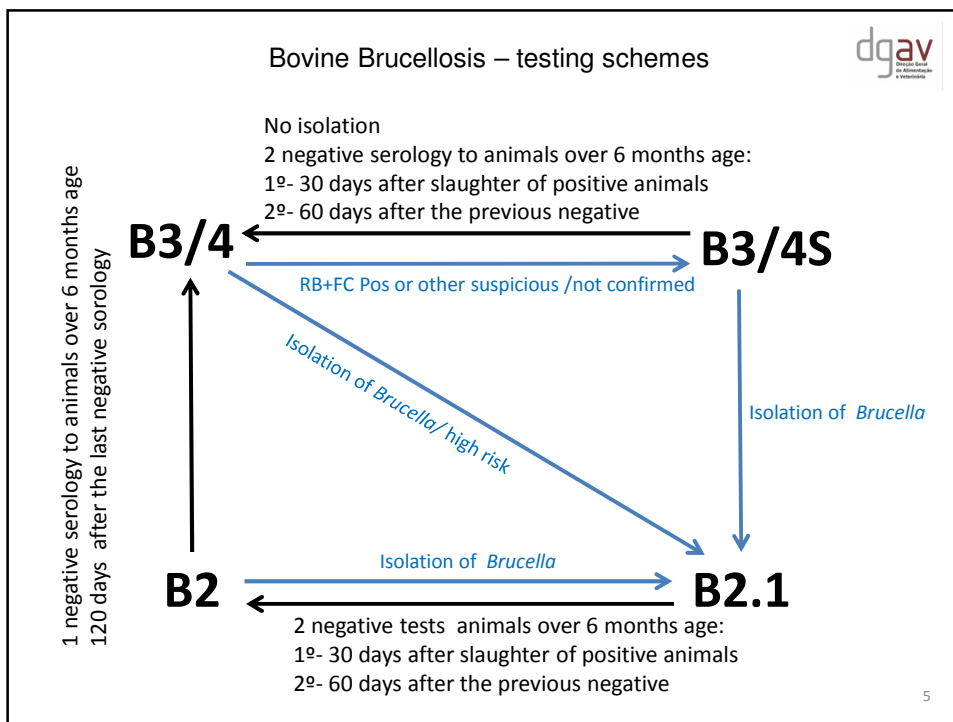 Bovine Brucellosis – testing schemes
dgav
Direção Geral
de Alimentação
e Veterinária
No isolation
2 negative serology to animals over 6 months age:
1º- 30 days after slaughter of positive animals
2º- 60 days after the previous negative
1 negative serology to animals over 6 months age
120 days after the last negative sorology
B3/4
B3/4S
RB+FC Pos or other suspicious /not confirmed
Isolation of Brucella/ high risk
Isolation of Brucella
Isolation of Brucella
B2
B2.1
2 negative tests animals over 6 months age:
1º- 30 days after slaughter of positive animals
2º- 60 days after the previous negative
5